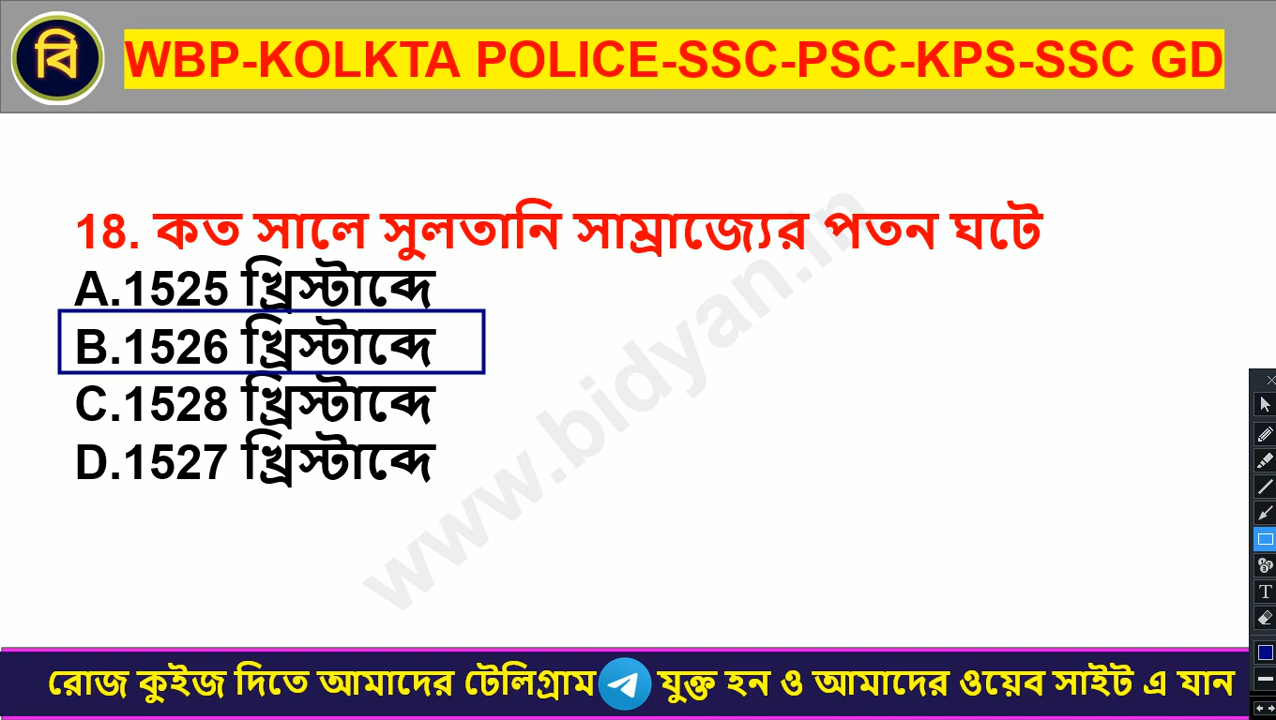 বি
WBP-KOLKTA POLICE-SSC-PSC-KPS-SSC GD
18. কত সালে সুলতানি সাম্রাজ্যের পতন ঘটে
A.1525 খ্রিস্টাব্দে
B.1526 খ্রিস্টাব্দে
C.1528 খ্রিস্টাব্দে
D.1527 খ্রিস্টাব্দে
www.bidyan.in
রোজ কুইজ দিতে আমাদের টেলিগ্রাম যুক্ত হন ও আমাদের ওয়েব সাইট এ যান